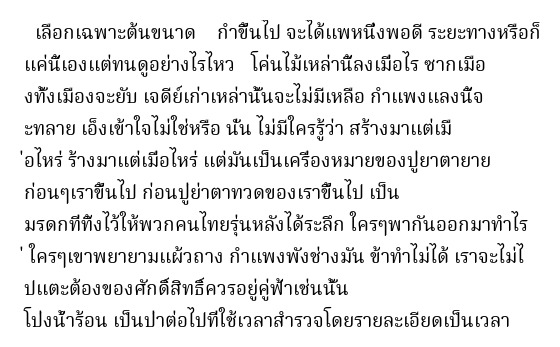 เลือกเฉพาะต้นขนาด    กำขึ้นไป จะได้แพหนึ่งพอดี ระยะทางหรือก็
แค่นี้เองแต่ทนดูอย่างไรไหว   โค่นไม้เหล่านี้ลงเมื่อไร ซากเมือ
งทั้งเมืองจะยับ เจดีย์เก่าเหล่านั้นจะไม่มีเหลือ กำแพงแลงนี้จ
ะทลาย เอ็งเข้าใจไม่ใช่หรือ นั่น ไม่มีใครรู้ว่า สร้างมาแต่เมื
่อไหร่ ร้างมาแต่เมื่อไหร่ แต่มันเป็นเครื่องหมายของปู่ยาตายาย
ก่อนๆเราขึ้นไป ก่อนปู่ย่าตาทวดของเราขึ้นไป เป็น
มรดกที่ทิ้งไว้ให้พวกคนไทยรุ่นหลังได้ระลึก ใครๆพากันออกมาทำไร
่ ใครๆเขาพยายามแผ้วถาง กำแพงพังช่างมัน ข้าทำไม่ได้ เราจะไม่ไ
ปแตะต้องของศักดิ์สิทธิ์ควรอยู่คู่ฟ้าเช่นนั้น
โป่งน้ำร้อน เป็นป่าต่อไปที่ใช้เวลาสำรวจโดยรายละเอียดเป็นเวลา